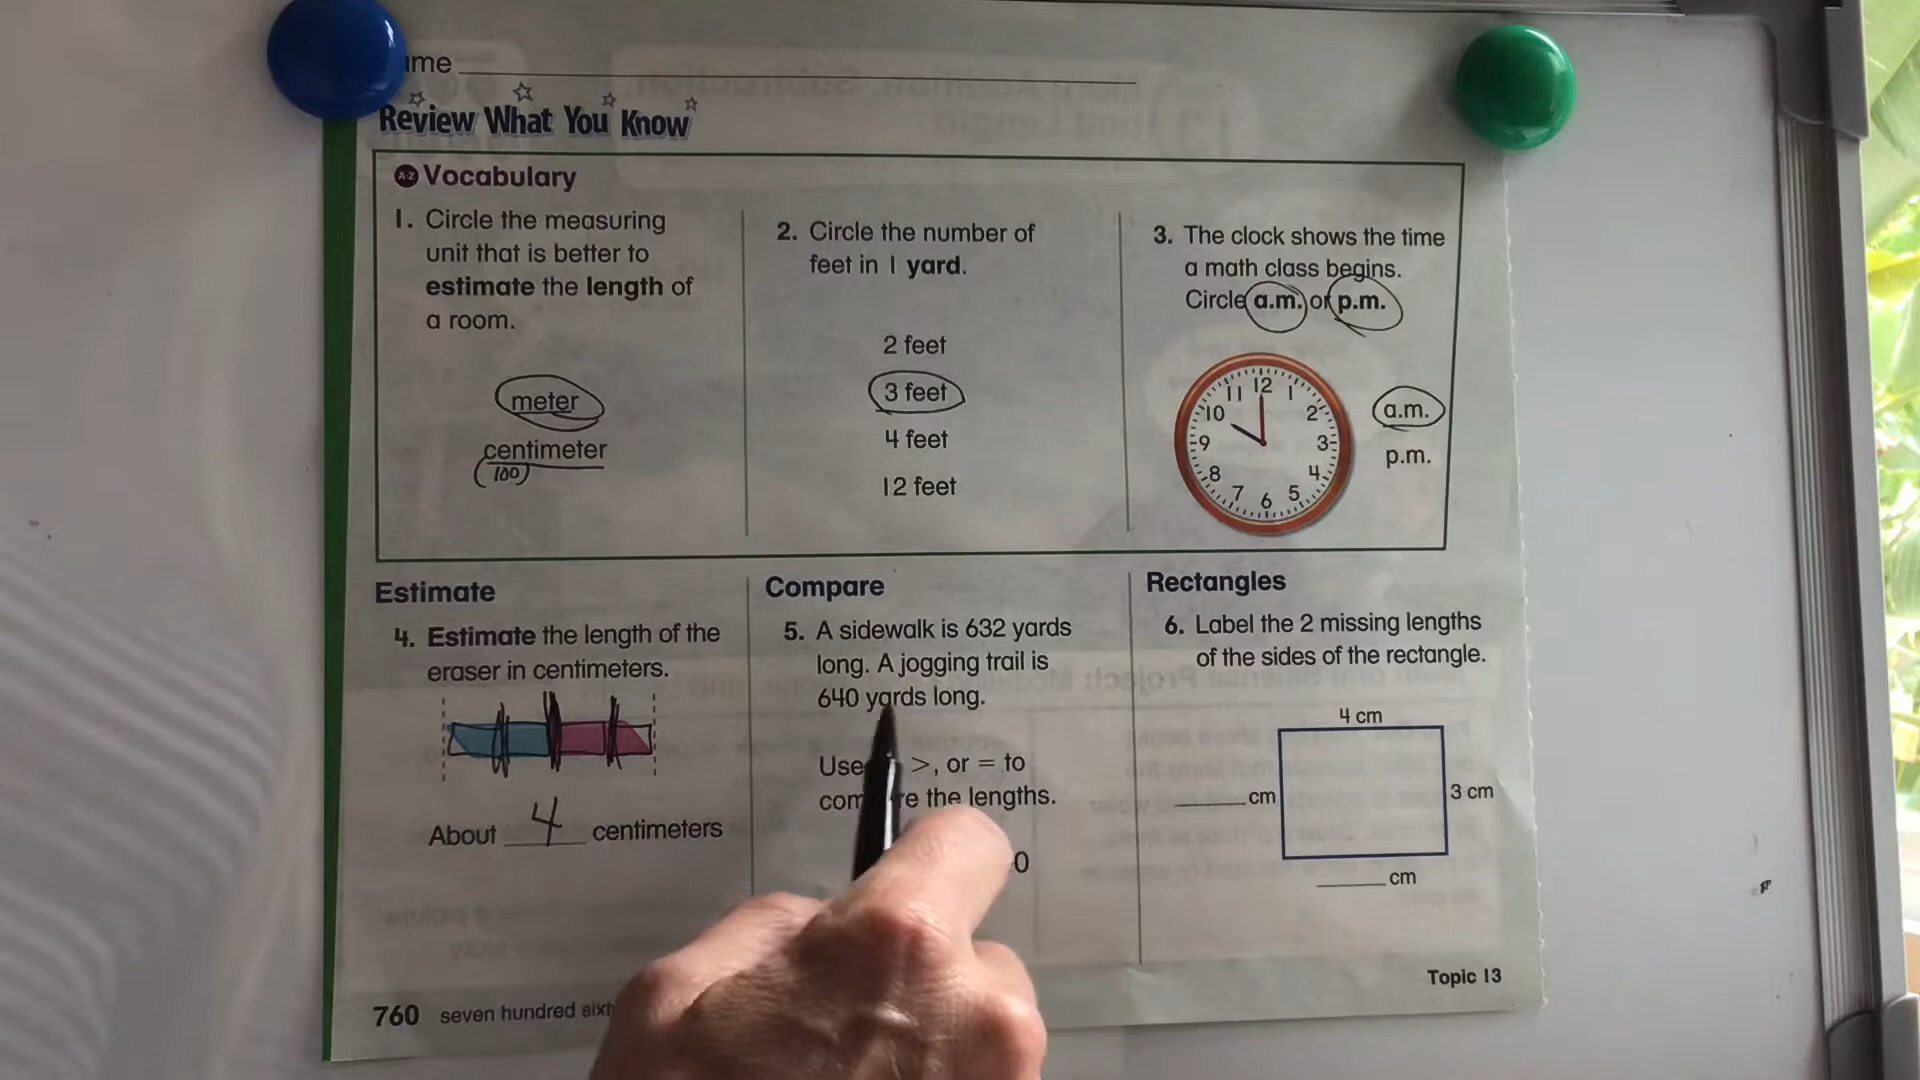 ame
Review What You Know
A-Z Vocabulary
1. Circle the measuring
unit that is better to
estimate the length of
a room.
meter
centimeter
100
2. Circle the number of
feet in 1 yard.
2 feet
3 feet
4 feet
12 feet
3. The clock shows the time
a math class begins.
Circle a.m. or p.m.
12
1
2
3
4
5
6
7
8
9
10
11
a.m.
p.m.
Estimate
4. Estimate the length of the
eraser in centimeters.
About 4 centimeters
Compare
5. A sidewalk is 632 yards
long. A jogging trail is
640 yards long.
Use >, or = to
the lengths.
0
Rectangles
6. Label the 2 missing lengths
of the sides of the rectangle.
4 cm
cm
3 cm
cm
760 seven hundred
Topic 13